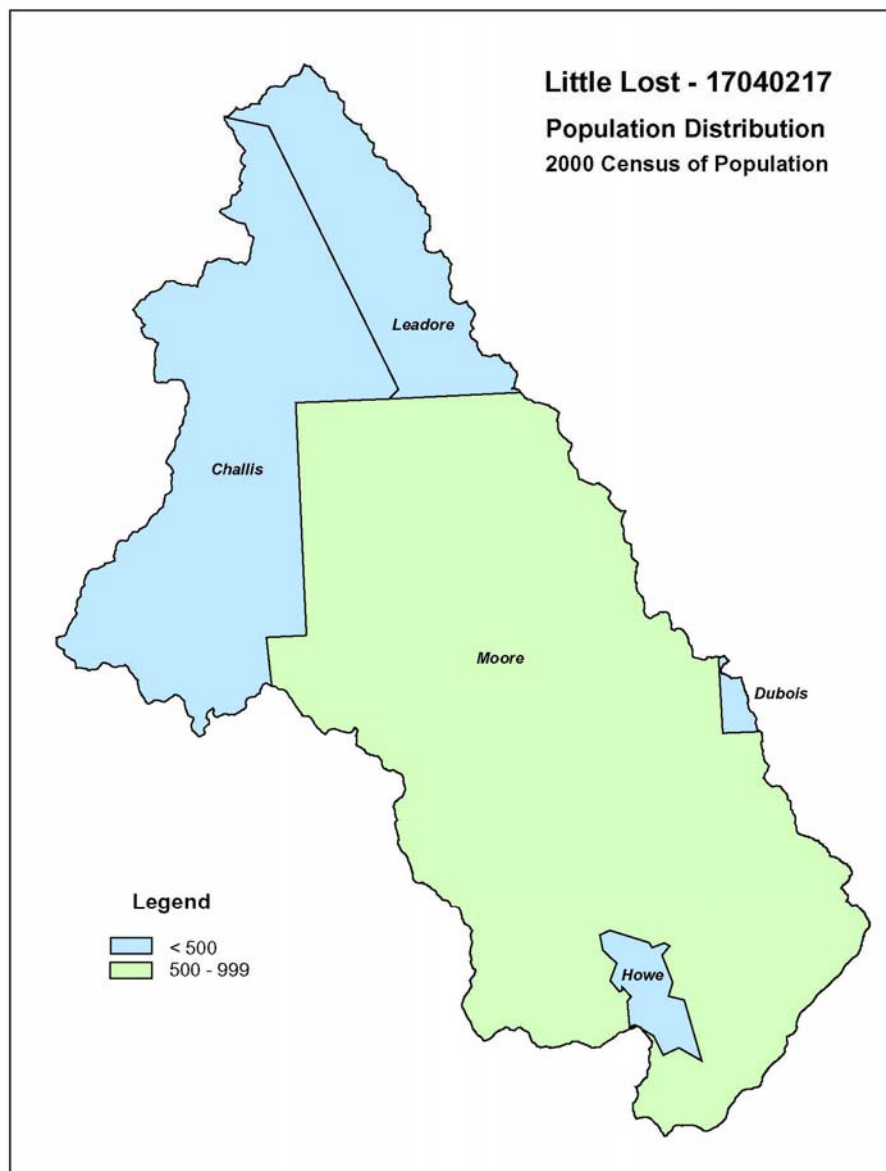 Little Lost - 17040217
Population Distribution
2000 Census of Population
Leadore
Challis
Moore
Dubois
Legend
< 500
500 - 999
Howe